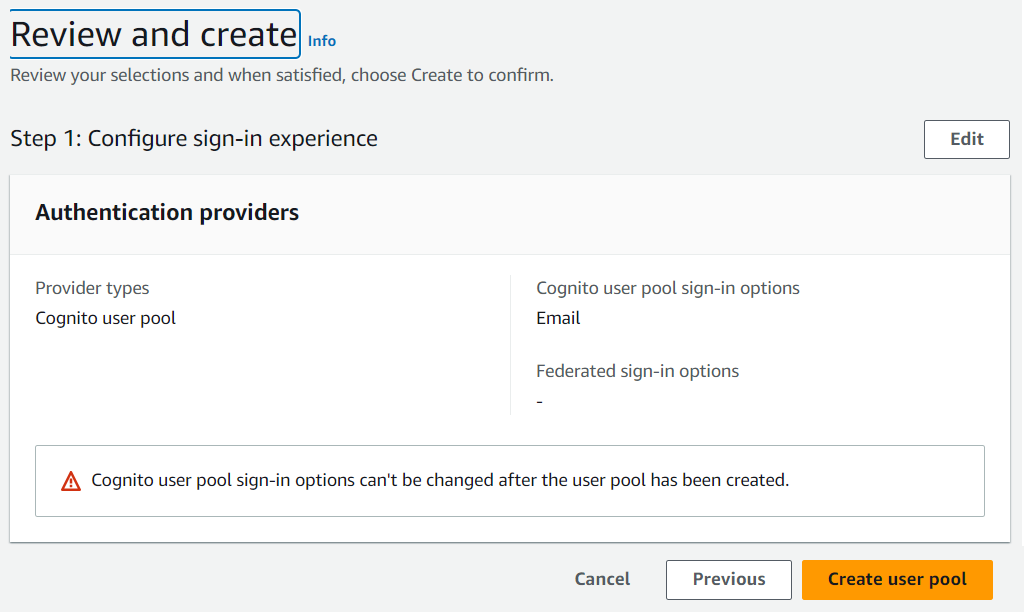 Review and create Info
Review your selections and when satisfied, choose Create to confirm.
Step 1: Configure sign-in experience
Edit
Authentication providers
Provider types
Cognito user pool
Cognito user pool sign-in options
Email
Federated sign-in options
-
Cognito user pool sign-in options can't be changed after the user pool has been created.
Cancel
Previous
Create user pool